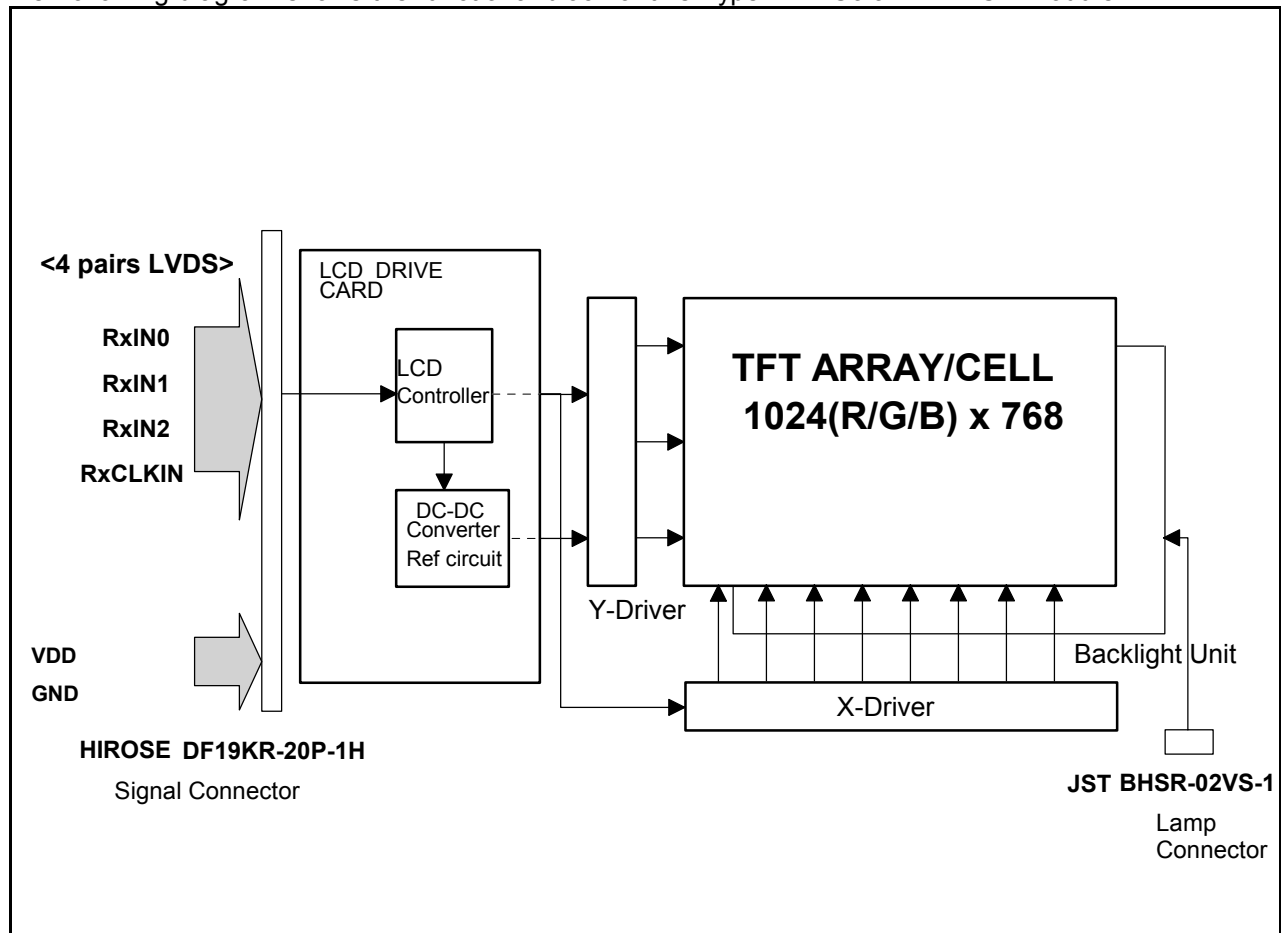 <4 pairs LVDS>
RxIN0
RxIN1
RxIN2
RxCLKIN
VDD
GND
HIROSE DF19KR-20P-1H
Signal Connector
LCD DRIVE
CARD
LCD
Controller
DC-DC
Converter
Ref circuit
Y-Driver
TFT ARRAY/CELL
1024(R/G/B) x 768
Backlight Unit
X-Driver
JST BHSR-02VS-1
Lamp
Connector